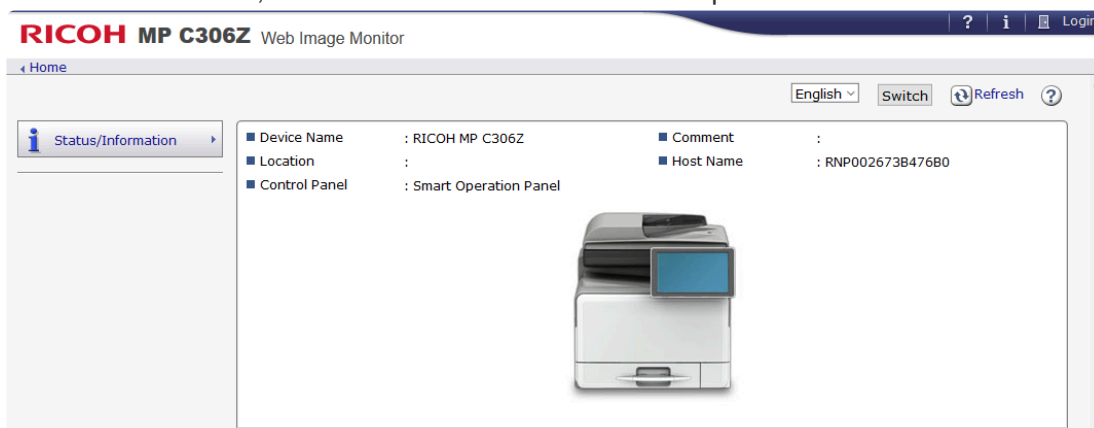 RICOH MP C306Z Web Image Monitor
? i Login
Home
English Switch Refresh ?
Status/Information
Device Name : RICOH MP C306Z
Comment :
Location :
Host Name : RNP002673B476B0
Control Panel : Smart Operation Panel